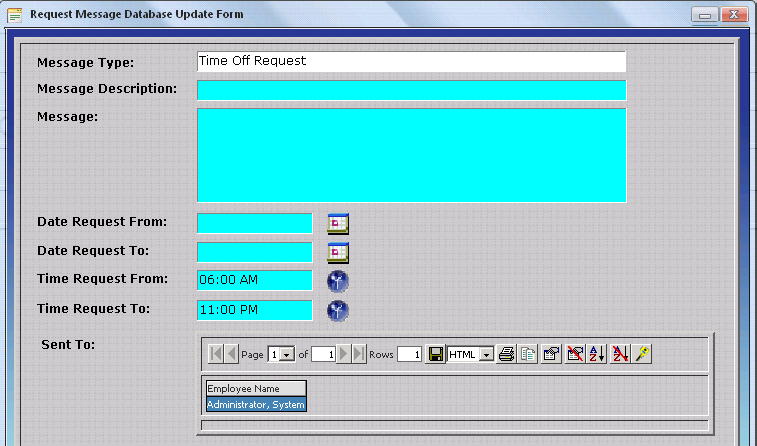 Request Message Database Update Form
Message Type: Time Off Request
Message Description:
Message:
Date Request From:
Date Request To:
Time Request From: 06:00 AM
Time Request To: 11:00 PM
Sent To:
Page 1 of 1 Rows 1 HTML
Employee Name
Administrator, System